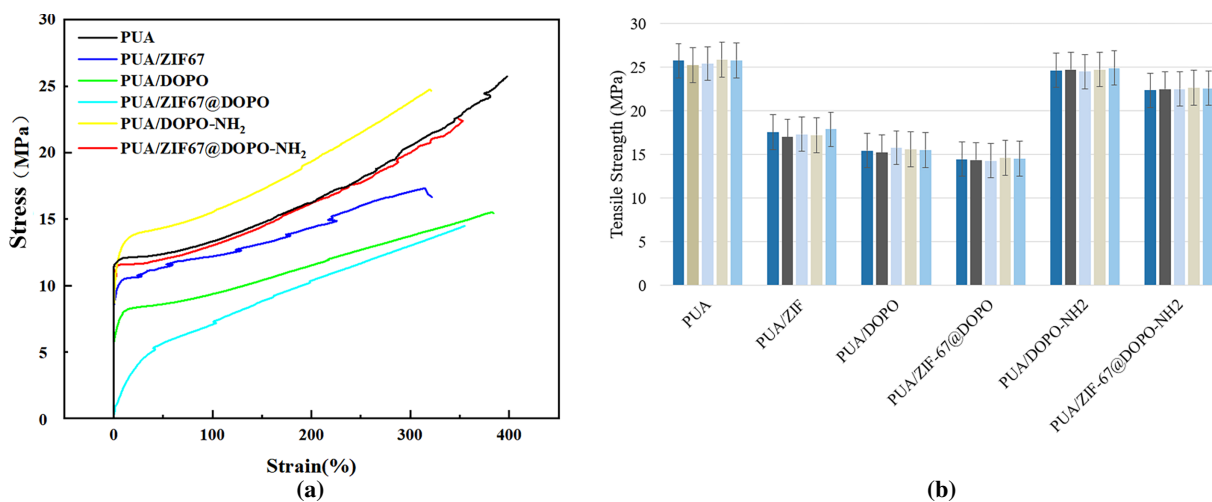 30
25
20
15
10
5
0
Stress (MPa)
PUA
PUA/ZIF67
PUA/DOPO
PUA/ZIF67@DOPO
PUA/DOPO-NH₂
PUA/ZIF67@DOPO-NH₂
0 100 200 300 400
Strain(%)
(a)
30
25
20
15
10
5
0
Tensile Strength (MPa)
PUA
PUA/ZIF
PUA/DOPO
PUA/ZIF-67@DOPO
PUA/DOPO-NH2
PUA/ZIF-67@DOPO-NH2
(b)